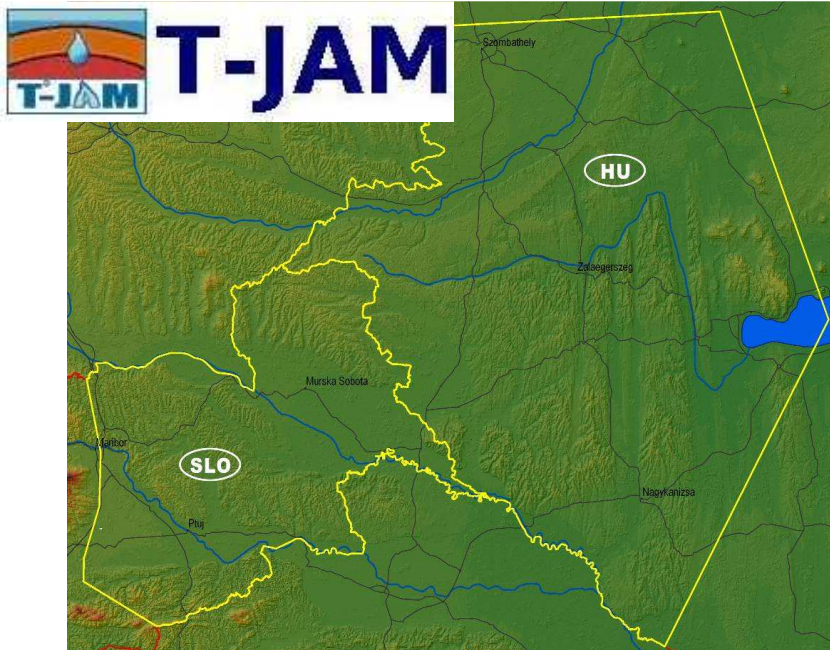 T-JAM
T-JAM
Szombathely
HU
Zalaegerszeg
Murska Sobota
Maribor
SLO
Nagykanizsa
Ptuj